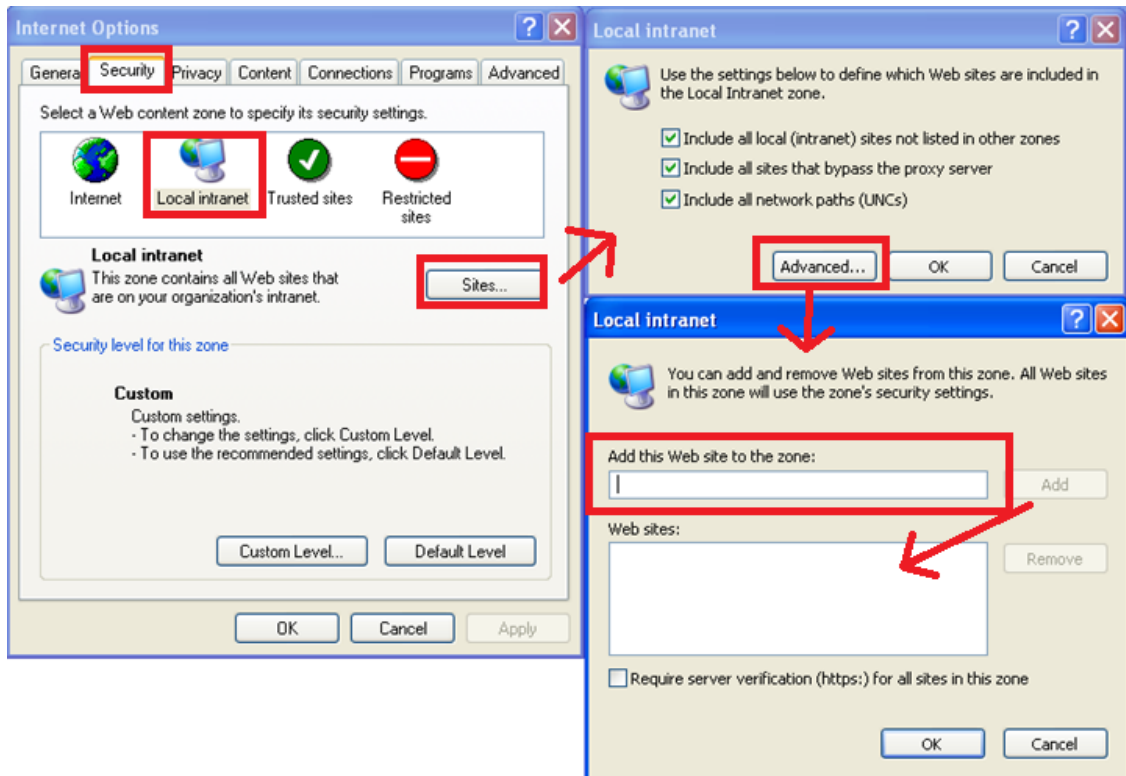 Internet Options
General Security Privacy Content Connections Programs Advanced
Select a Web content zone to specify its security settings.
Internet Local intranet Trusted sites Restricted sites
Local intranet
This zone contains all Web sites that
are on your organization's intranet.
Sites...
Security level for this zone
Custom
Custom settings.
- To change the settings, click Custom Level.
- To use the recommended settings, click Default Level.
Custom Level... Default Level
OK Cancel Apply
Local intranet
Use the settings below to define which Web sites are included in
the Local Intranet zone.
Include all local (intranet) sites not listed in other zones
Include all sites that bypass the proxy server
Include all network paths (UNCs)
Advanced... OK Cancel
Local intranet
You can add and remove Web sites from this zone. All Web sites
in this zone will use the zone's security settings.
Add this Web site to the zone:
Add
Web sites:
Remove
Require server verification (https:) for all sites in this zone
OK Cancel